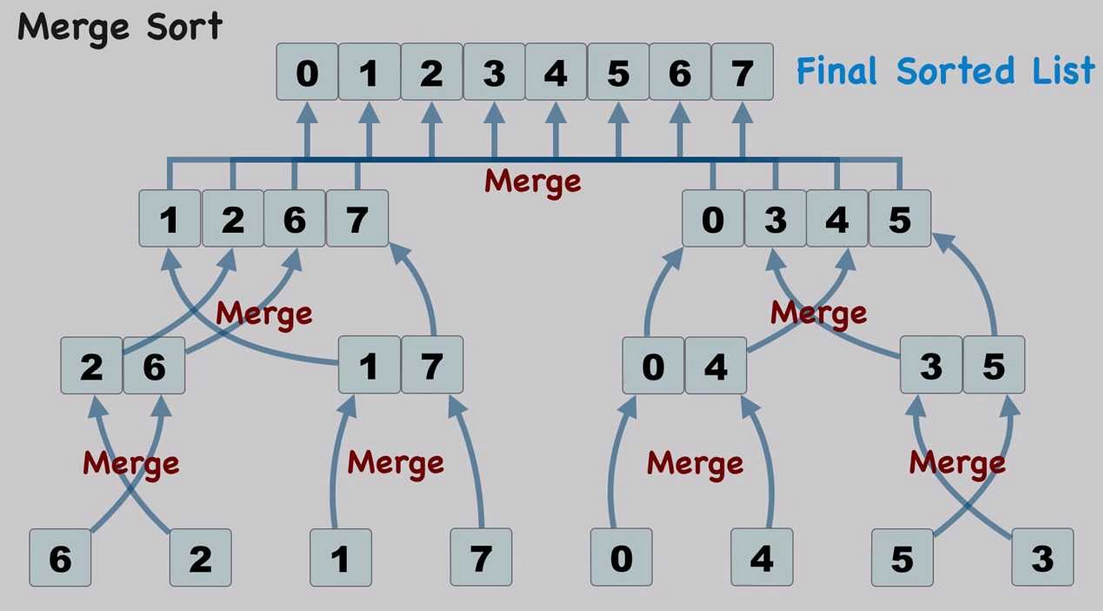 Merge Sort
0 1 2 3 4 5 6 7
Final Sorted List
Merge
1 2 6 7
0 3 4 5
Merge
Merge
2 6
1 7
0 4
3 5
Merge
Merge
Merge
Merge
6
2
1
7
0
4
5
3